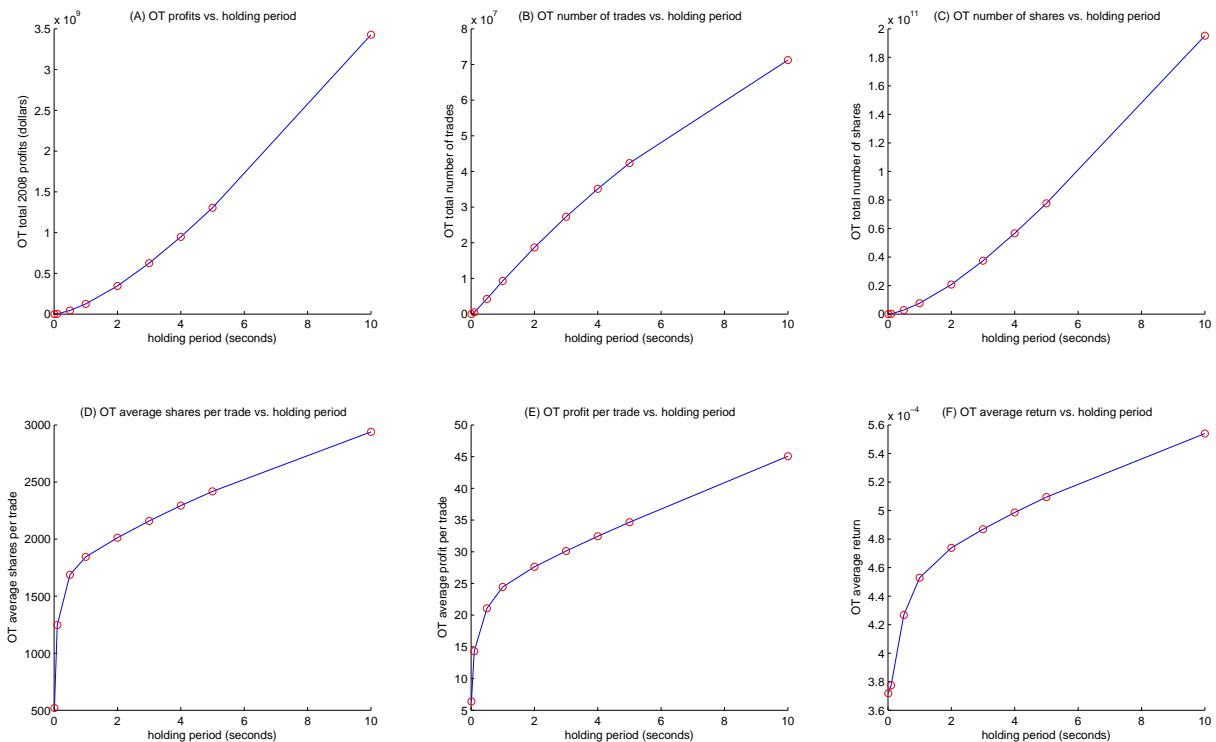 (A) OT profits vs. holding period
x 10^9
3.5
3
2.5
2
1.5
1
0.5
0
OT total 2008 profits (dollars)
0 2 4 6 8 10
holding period (seconds)
(B) OT number of trades vs. holding period
x 10^7
8
7
6
5
4
3
2
1
0
OT total number of trades
0 2 4 6 8 10
holding period (seconds)
(C) OT number of shares vs. holding period
x 10^11
2
1.8
1.6
1.4
1.2
1
0.8
0.6
0.4
0.2
0
OT total number of shares
0 2 4 6 8 10
holding period (seconds)
(D) OT average shares per trade vs. holding period
3000
2500
2000
1500
1000
500
OT average shares per trade
0 2 4 6 8 10
holding period (seconds)
(E) OT profit per trade vs. holding period
50
45
40
35
30
25
20
15
10
5
OT average profit per trade
0 2 4 6 8 10
holding period (seconds)
(F) OT average return vs. holding period
x 10^−4
5.6
5.4
5.2
5
4.8
4.6
4.4
4.2
4
3.8
3.6
OT average return
0 2 4 6 8 10
holding period (seconds)